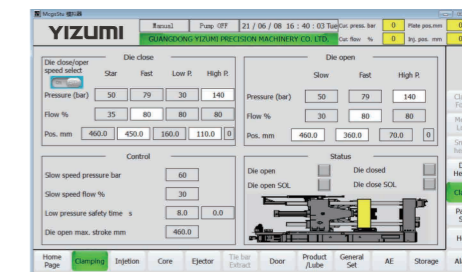 MegoStu
YIZUMI
Manual Pump OFF 21 / 06 / 08 16 : 40 : 03 Tue Cut press. bar 0 Plate pos.mm
GUANGDONG YIZUMI PRECISION MACHINERY CO. LTD. Cut flow % 0 Inj. pos. mm
Die close/oper
speed select
Die close
Star Fast Low P. High P.
Pressure (bar) 50 79 30 140
Flow % 35 80 80 80
Pos. mm 460.0 450.0 160.0 110.0 0
Die open
Slow Fast High P.
Pressure (bar) 50 79 140
Flow % 30 80 80
Pos. mm 460.0 360.0 70.0 0
Control
Slow speed pressure bar 60
Slow speed flow % 30
Low pressure safety time s 8.0 0.0
Die open max. stroke mm 460.0
Status
Die open Die closed
Die open SOL Die close SOL
Home
Page
Clamping
Injetion
Core
Ejector
Tie bar
Extract
Door
Product
/Lube
General
Set
AE
Storage